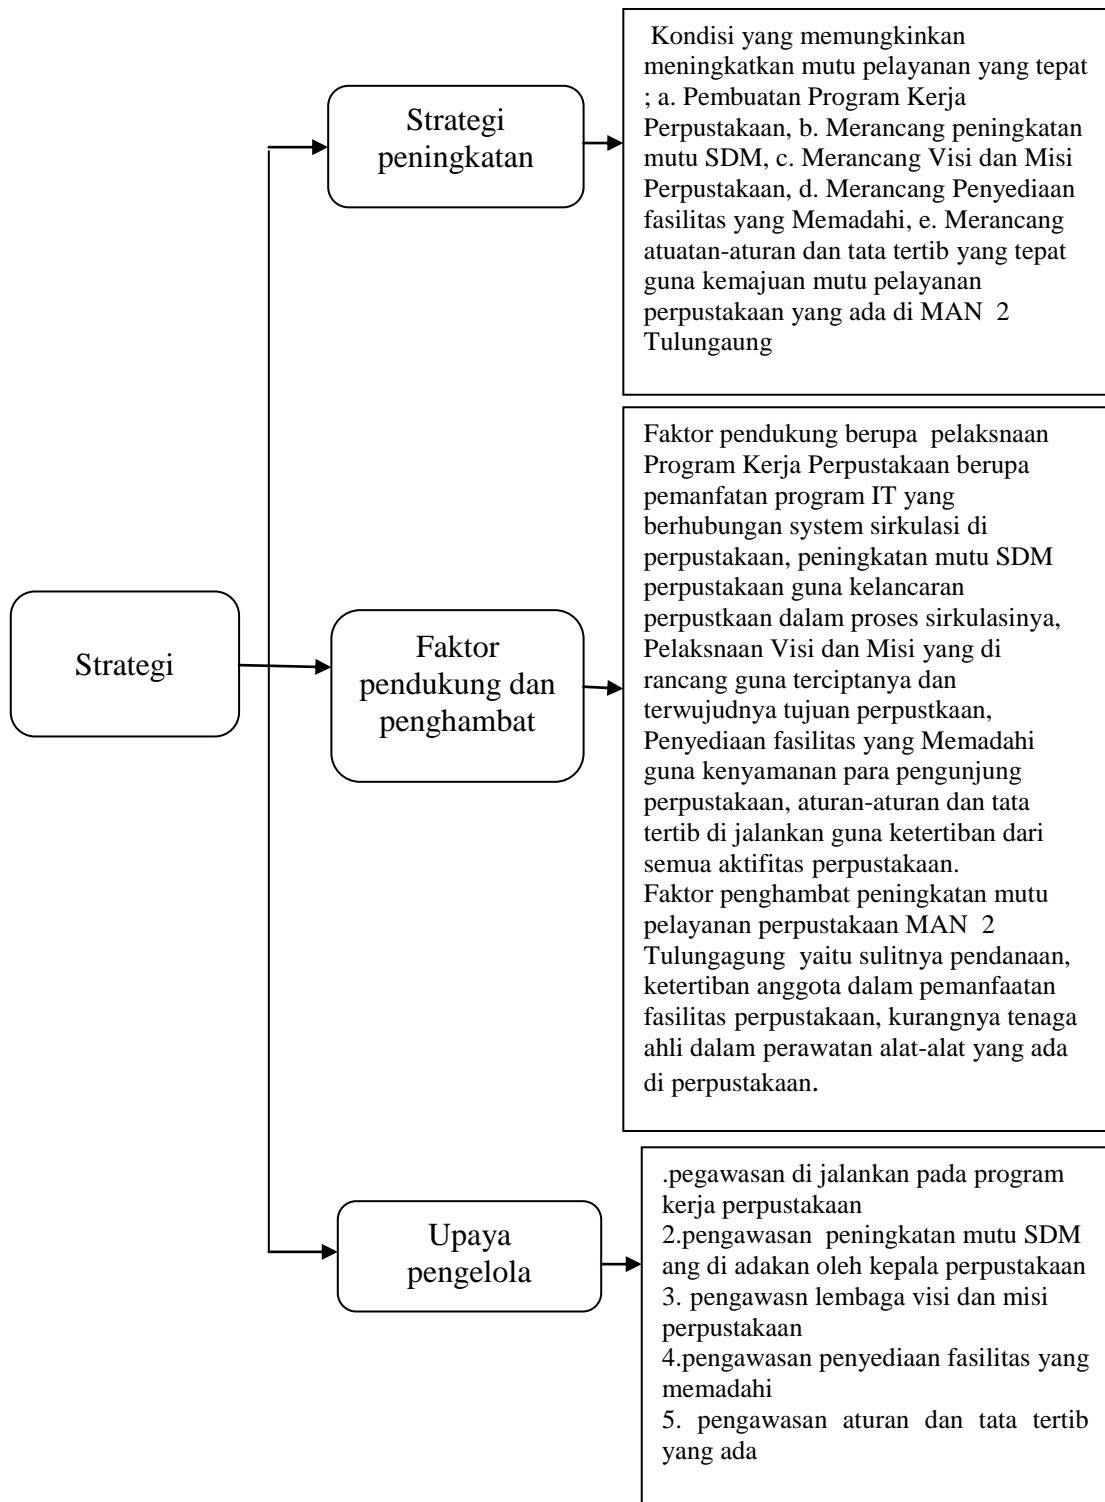 Strategi
Strategi
peningkatan
Kondisi yang memungkinkan
meningkatkan mutu pelayanan yang tepat
; a. Pembuatan Program Kerja
Perpustakaan, b. Merancang peningkatan
mutu SDM, c. Merancang Visi dan Misi
Perpustakaan, d. Merancang Penyediaan
fasilitas yang Memadahi, e. Merancang
atuatan-aturan dan tata tertib yang tepat
guna kemajuan mutu pelayanan
perpustakaan yang ada di MAN 2
Tulungaung
Faktor
pendukung dan
penghambat
Faktor pendukung berupa pelaksnaan
Program Kerja Perpustakaan berupa
pemanfatan program IT yang
berhubungan system sirkulasi di
perpustakaan, peningkatan mutu SDM
perpustakaan guna kelancaran
perpustkaan dalam proses sirkulasinya,
Pelaksnaan Visi dan Misi yang di
rancang guna terciptanya dan
terwujudnya tujuan perpustkaan,
Penyediaan fasilitas yang Memadahi
guna kenyamanan para pengunjung
perpustakaan, aturan-aturan dan tata
tertib di jalankan guna ketertiban dari
semua aktifitas perpustakaan.
Faktor penghambat peningkatan mutu
pelayanan perpustakaan MAN 2
Tulungagung yaitu sulitnya pendanaan,
ketertiban anggota dalam pemanfaatan
fasilitas perpustakaan, kurangnya tenaga
ahli dalam perawatan alat-alat yang ada
di perpustakaan.
Upaya
pengelola
.pegawasan di jalankan pada program
kerja perpustakaan
2.pengawasan peningkatan mutu SDM
ang di adakan oleh kepala perpustakaan
3. pengawasn lembaga visi dan misi
perpustakaan
4.pengawasan penyediaan fasilitas yang
memadahi
5. pengawasan aturan dan tata tertib
yang ada